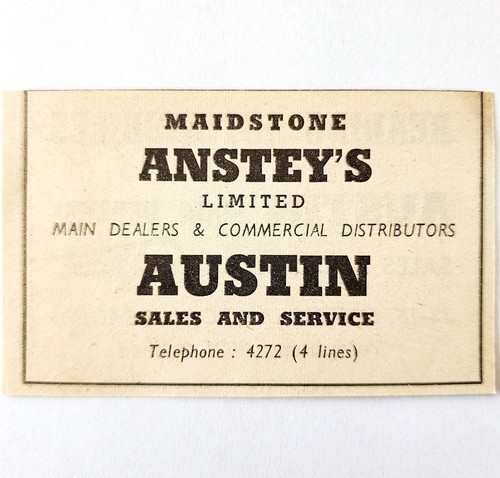 MAIDSTONE
ANSTEY'S
LIMITED
MAIN DEALERS & COMMERCIAL DISTRIBUTORS
AUSTIN
SALES AND SERVICE
Telephone : 4272 (4 lines)